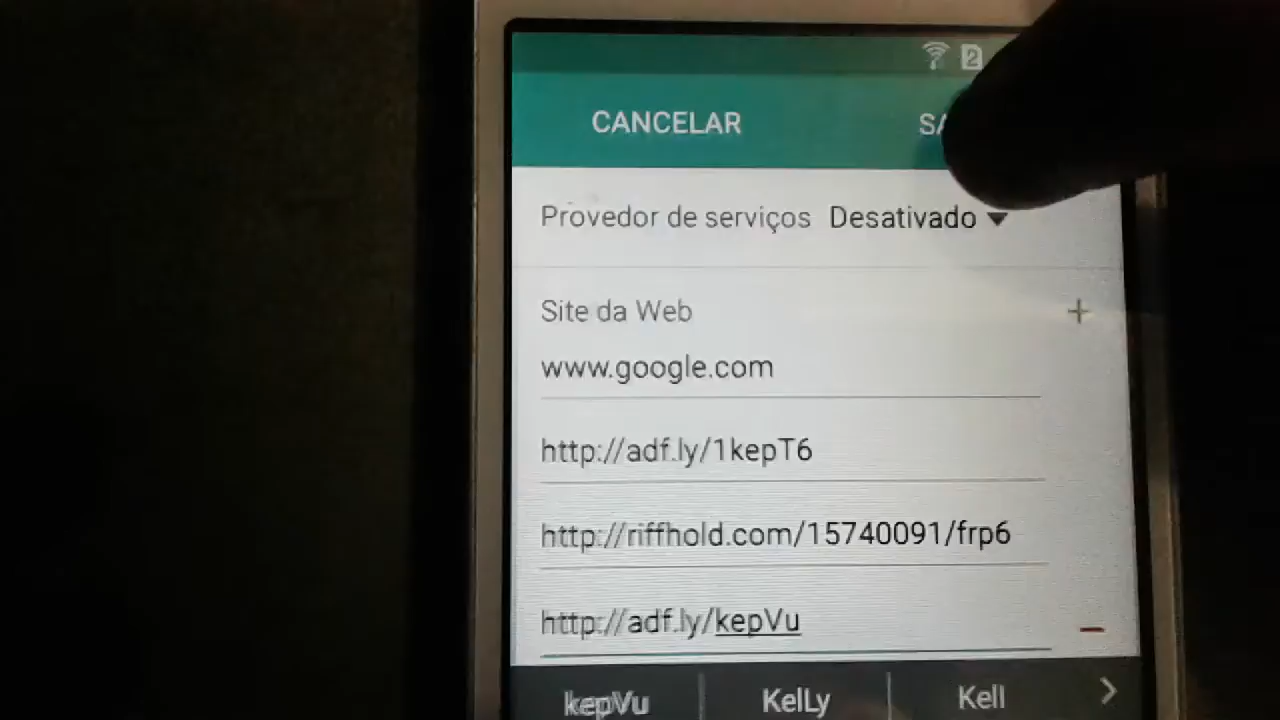 2
CANCELAR
Provedor de serviços Desativado
Site da Web
www.google.com
http://adf.ly/1kepT6
http://riffhold.com/15740091/frp6
http://adf.ly/kepVu
kepVu KelLy Kell